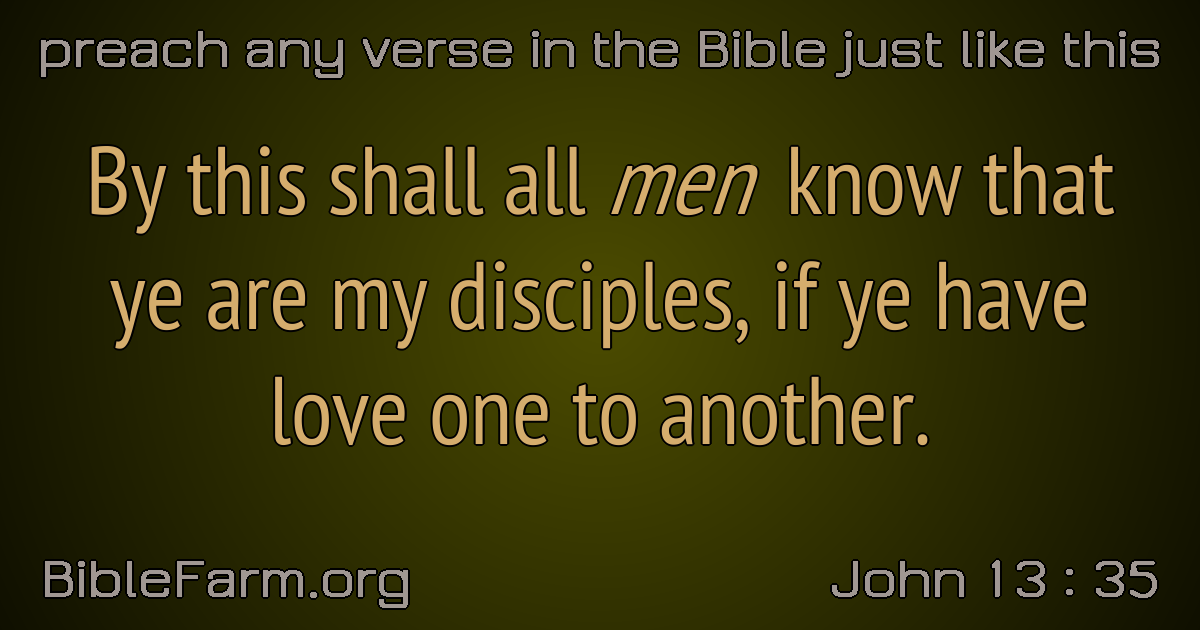 preach any verse in the Bible just like this
By this shall all men know that
ye are my disciples, if ye have
love one to another.
BibleFarm.org
John 13 : 35